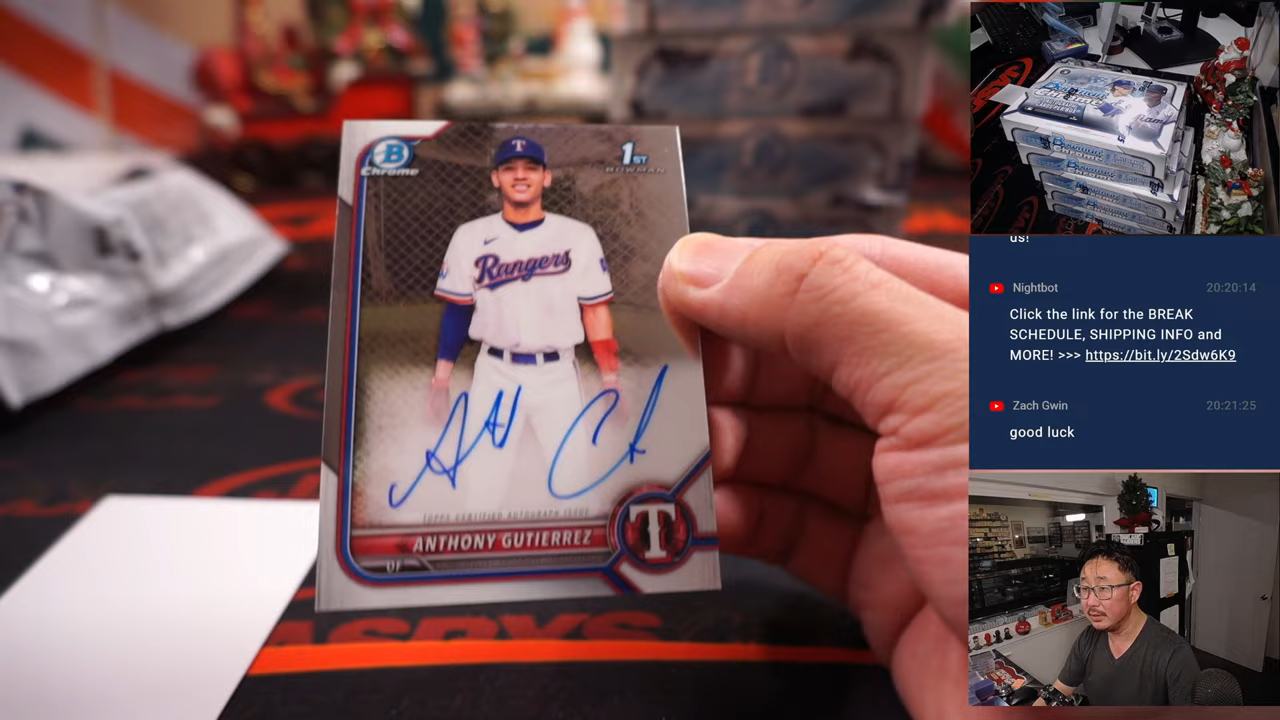 B
Chrome
1ST
BOWMAN
T
Rangers
TOPPS CERTIFIED AUTOGRAPH ISSUE
ANTHONY GUTIERREZ
OF
T
us!
Nightbot
20:20:14
Click the link for the BREAK
SCHEDULE, SHIPPING INFO and
MORE! >>> https://bit.ly/2Sdw6K9
Zach Gwin
20:21:25
good luck